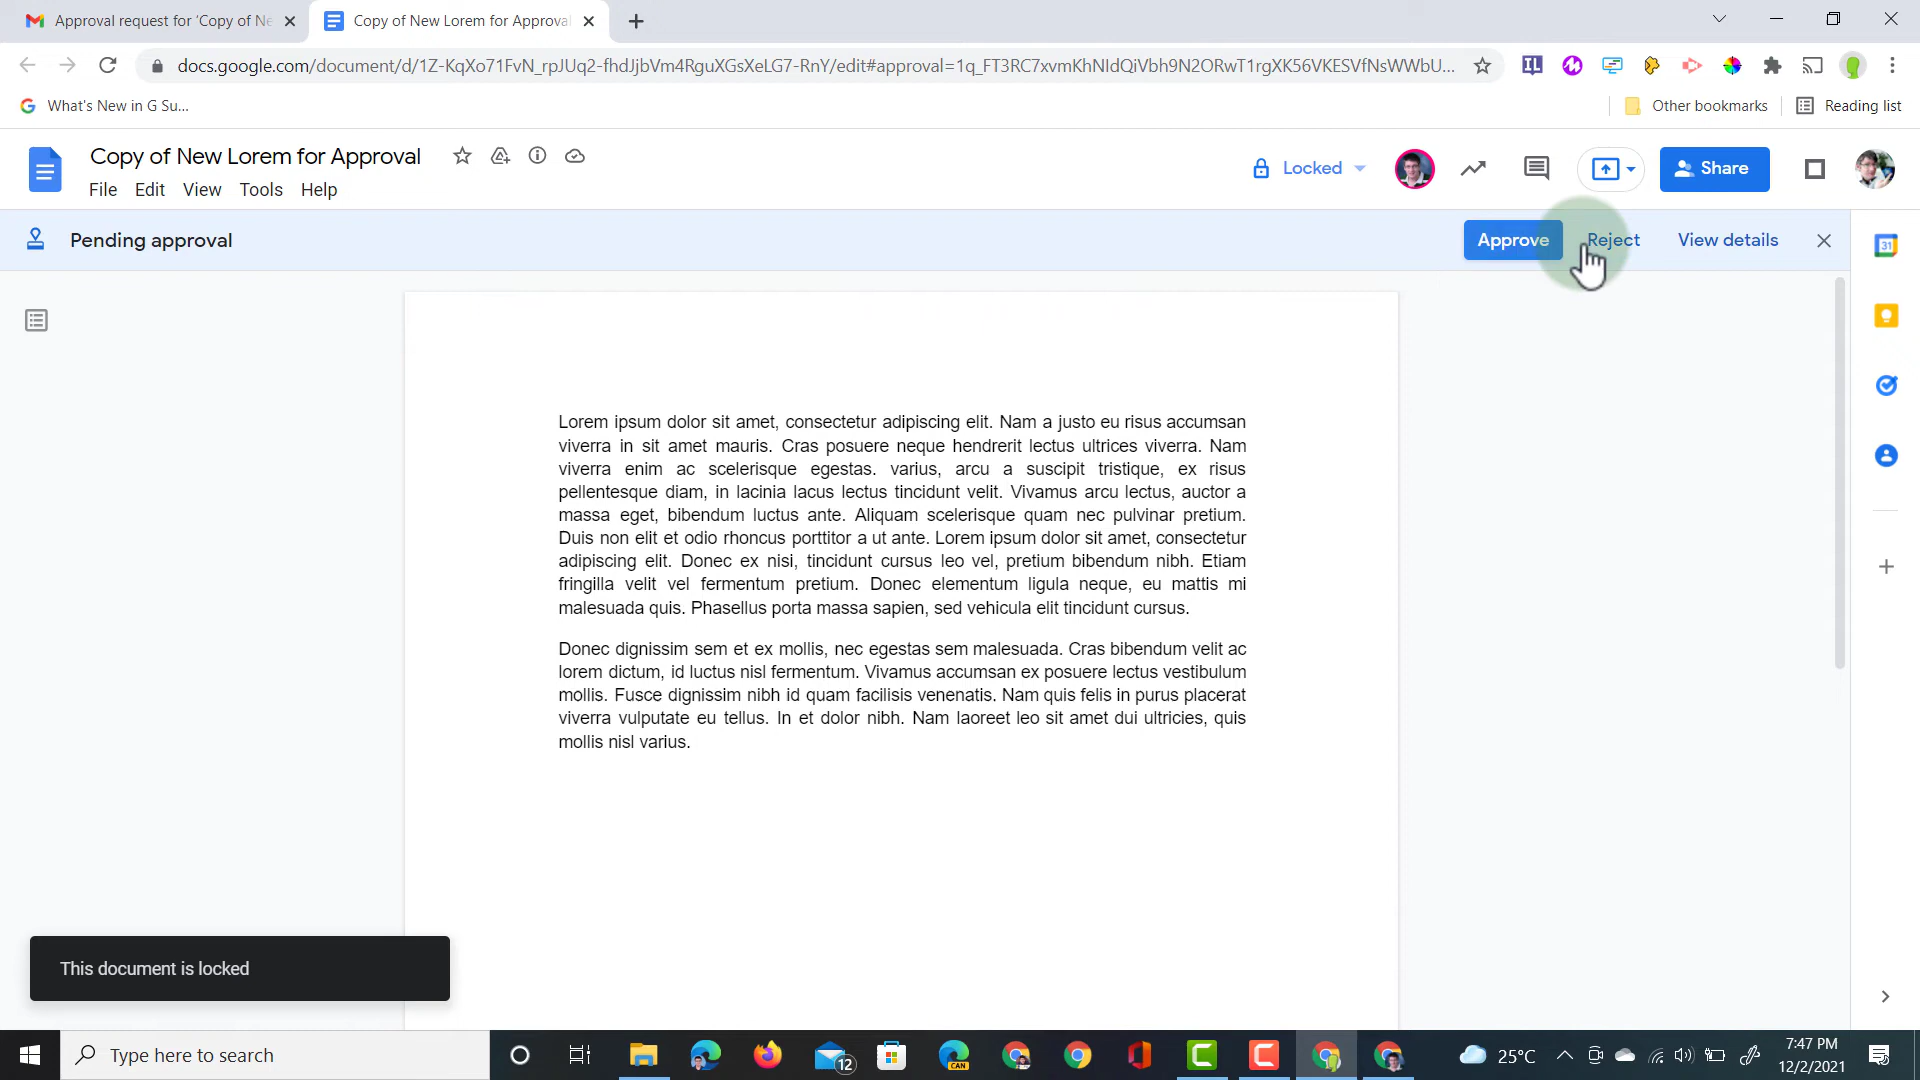 Approval request for 'Copy of Ne
Copy of New Lorem for Approval
docs.google.com/document/d/1Z-KqXo71FvN_rpJUq2-fhdJjbVm4RguXGsXeLG7-RnY/edit#approval=1q_FT3RC7xvmKhNIdQiVbh9N2ORwT1rgXK56VKESVfNsWWbU...
What's New in G Su...
Other bookmarks
Reading list
Copy of New Lorem for Approval
File Edit View Tools Help
Locked
Share
Pending approval
Approve
Reject
View details
31
Lorem ipsum dolor sit amet, consectetur adipiscing elit. Nam a justo eu risus accumsan
viverra in sit amet mauris. Cras posuere neque hendrerit lectus ultrices viverra. Nam
viverra enim ac scelerisque egestas. varius, arcu a suscipit tristique, ex risus
pellentesque diam, in lacinia lacus lectus tincidunt velit. Vivamus arcu lectus, auctor a
massa eget, bibendum luctus ante. Aliquam scelerisque quam nec pulvinar pretium.
Duis non elit et odio rhoncus porttitor a ut ante. Lorem ipsum dolor sit amet, consectetur
adipiscing elit. Donec ex nisi, tincidunt cursus leo vel, pretium bibendum nibh. Etiam
fringilla velit vel fermentum pretium. Donec elementum ligula neque, eu mattis mi
malesuada quis. Phasellus porta massa sapien, sed vehicula elit tincidunt cursus.
Donec dignissim sem et ex mollis, nec egestas sem malesuada. Cras bibendum velit ac
lorem dictum, id luctus nisl fermentum. Vivamus accumsan ex posuere lectus vestibulum
mollis. Fusce dignissim nibh id quam facilisis venenatis. Nam quis felis in purus placerat
viverra vulputate eu tellus. In et dolor nibh. Nam laoreet leo sit amet dui ultricies, quis
mollis nisl varius.
This document is locked
Type here to search
12
CAN
25°C
7:47 PM
12/2/2021